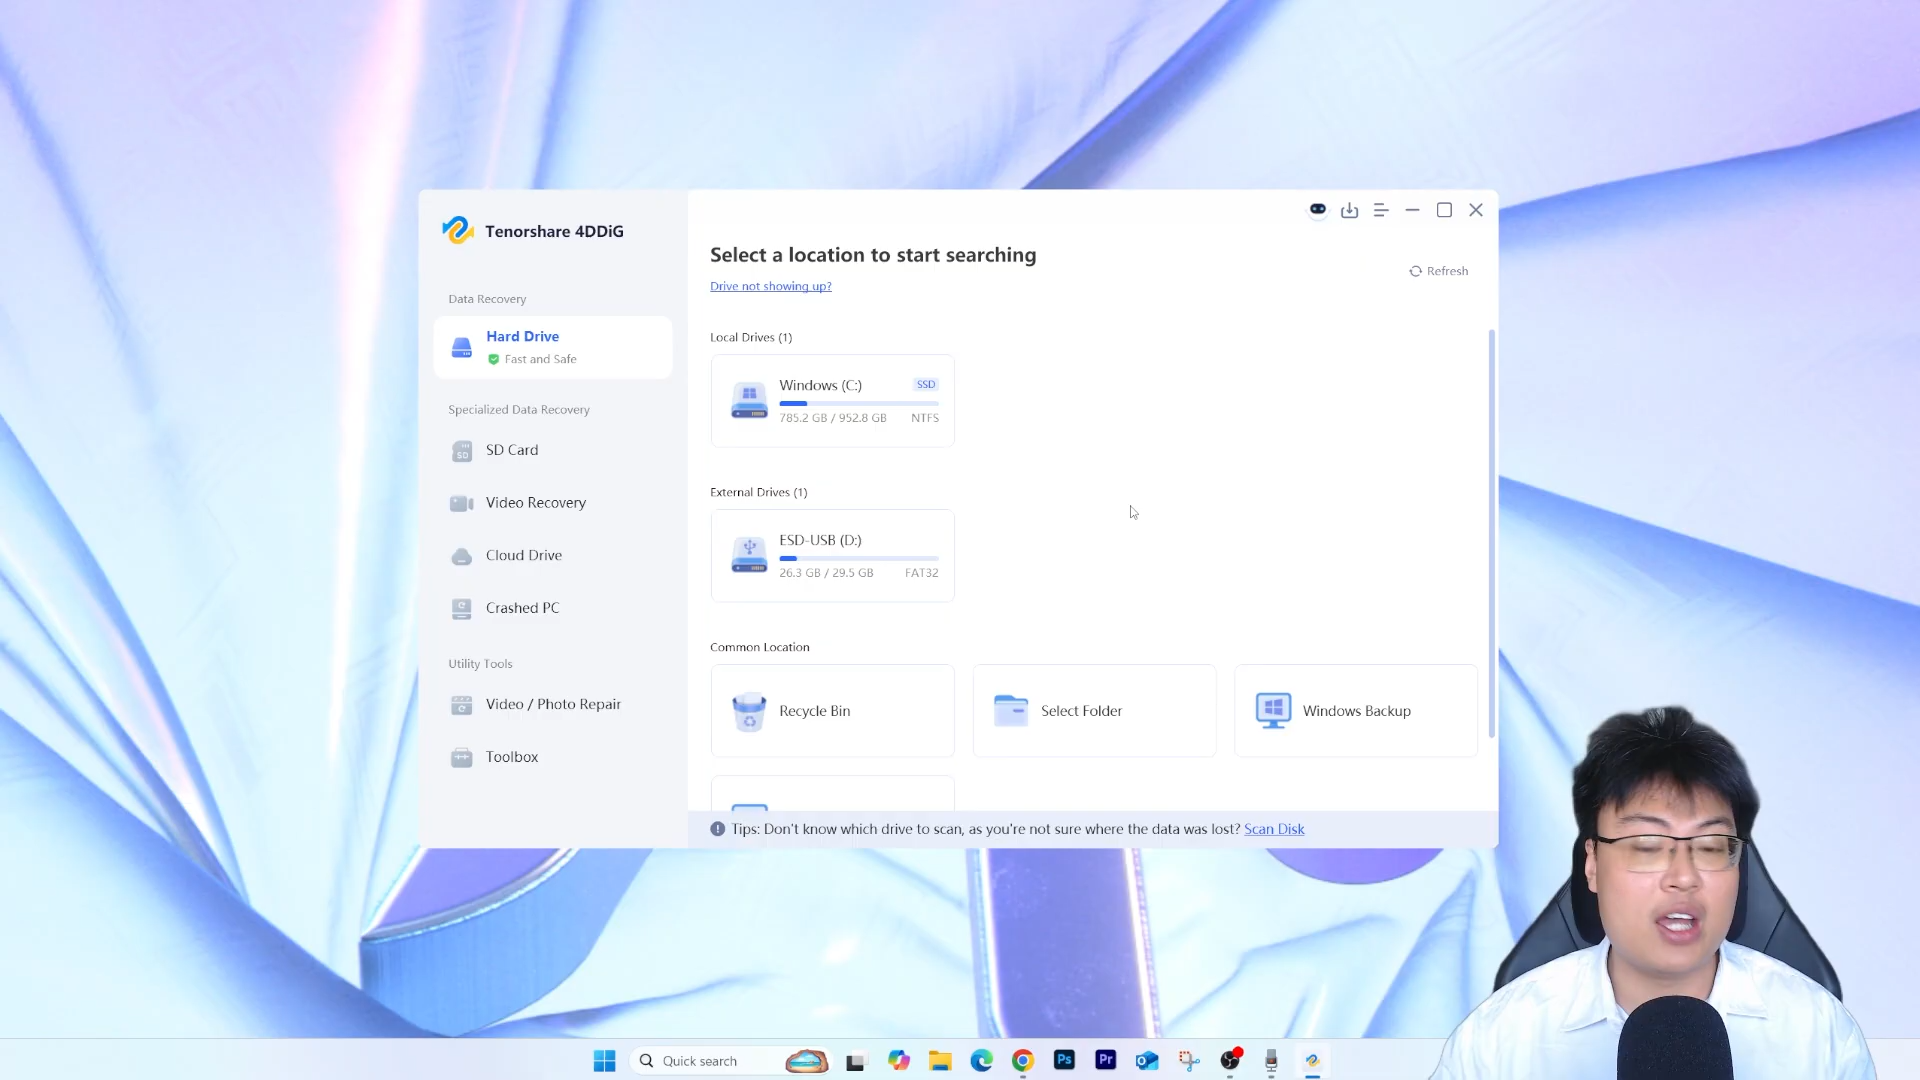 Tenorshare 4DDiG
Data Recovery
Hard Drive
Fast and Safe
Specialized Data Recovery
SD
SD Card
Video Recovery
Cloud Drive
Crashed PC
Utility Tools
Video / Photo Repair
Toolbox
Select a location to start searching
Drive not showing up?
Refresh
Local Drives (1)
Windows (C:) SSD
785.2 GB / 952.8 GB NTFS
External Drives (1)
ESD-USB (D:)
26.3 GB / 29.5 GB FAT32
Common Location
Recycle Bin
Select Folder
Windows Backup
Tips: Don't know which drive to scan, as you're not sure where the data was lost? Scan Disk
Quick search
Ps
Pr